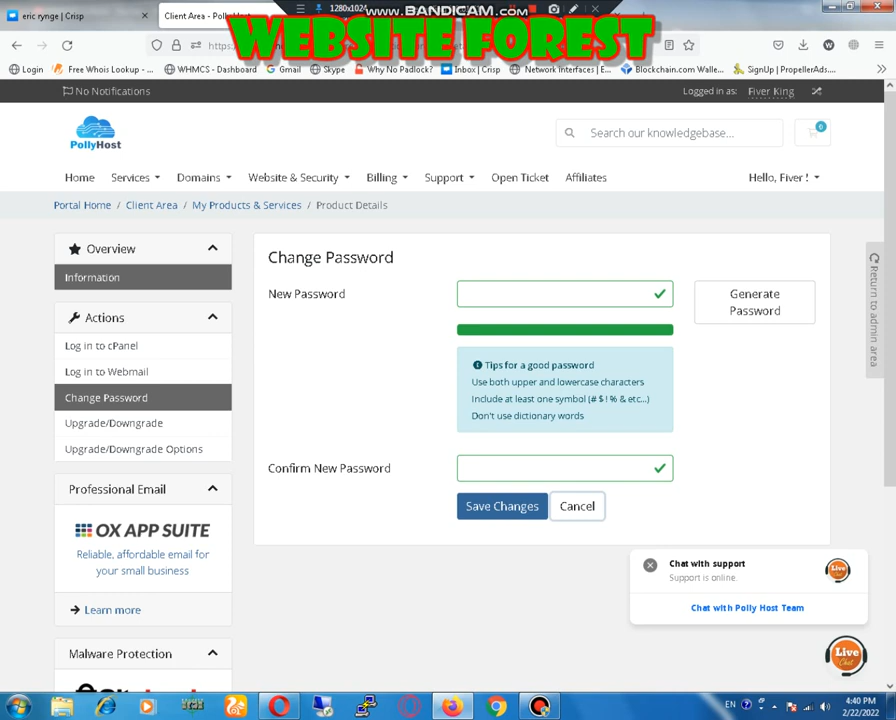 eric rynge | Crisp
Client Area - PollyHost
1280x1024
www.BANDICAM.com
WEBSITE FOREST
https:
Login
Free Whois Lookup - ...
WHMCS - Dashboard
Gmail
Skype
Why No Padlock?
Inbox | Crisp
Network Interfaces | E...
Blockchain.com Walle...
SignUp | PropellerAds....
No Notifications
Logged in as: Fiver King
PollyHost
Search our knowledgebase...
0
Home
Services
Domains
Website & Security
Billing
Support
Open Ticket
Affiliates
Hello, Fiver !
Portal Home / Client Area / My Products & Services / Product Details
Overview
Information
Actions
Log in to cPanel
Log in to Webmail
Change Password
Upgrade/Downgrade
Upgrade/Downgrade Options
Professional Email
OX APP SUITE
Reliable, affordable email for
your small business
Learn more
Malware Protection
Change Password
New Password
Generate
Password
Tips for a good password
Use both upper and lowercase characters
Include at least one symbol (# $ ! % & etc...)
Don't use dictionary words
Confirm New Password
Save Changes
Cancel
Return to admin area
Chat with support
Support is online.
Live
Chat with Polly Host Team
Live
Chat
EN
4:40 PM
2/22/2022